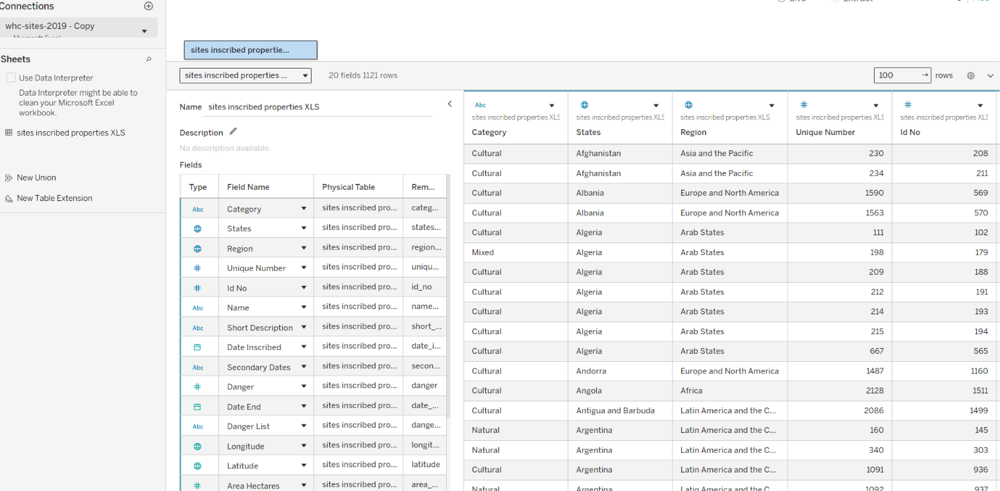 Connections
whc-sites-2019 - Copy
Microsoft Excel
Sheets
Use Data Interpreter
Data Interpreter might be able to
clean your Microsoft Excel
workbook.
sites inscribed properties XLS
New Union
New Table Extension
Live Extract Add
sites inscribed propertie...
sites inscribed properties ... 20 fields 1121 rows 100 → rows
Name sites inscribed properties XLS
Description
No description available.
Fields
Type Field Name Physical Table Rem...
Abc Category sites inscribed pro... categ...
States sites inscribed pro... states...
Region sites inscribed pro... region...
# Unique Number sites inscribed pro... uniqu...
# Id No sites inscribed pro... id_no
Abc Name sites inscribed pro... name...
Abc Short Description sites inscribed pro... short_...
Date Inscribed sites inscribed pro... date_i...
Abc Secondary Dates sites inscribed pro... secon...
# Danger sites inscribed pro... danger
Date End sites inscribed pro... date_...
Abc Danger List sites inscribed pro... dange...
Longitude sites inscribed pro... longit...
Latitude sites inscribed pro... latitude
# Area Hectares sites inscribed pro... area_...
Abc # #
sites inscribed properties XLS sites inscribed properties XLS sites inscribed properties XLS sites inscribed properties XLS sites inscribed properties XLS
Category States Region Unique Number Id No
Cultural Afghanistan Asia and the Pacific 230 208
Cultural Afghanistan Asia and the Pacific 234 211
Cultural Albania Europe and North America 1590 569
Cultural Albania Europe and North America 1563 570
Cultural Algeria Arab States 111 102
Mixed Algeria Arab States 198 179
Cultural Algeria Arab States 209 188
Cultural Algeria Arab States 212 191
Cultural Algeria Arab States 214 193
Cultural Algeria Arab States 215 194
Cultural Algeria Arab States 667 565
Cultural Andorra Europe and North America 1487 1160
Cultural Angola Africa 2128 1511
Cultural Antigua and Barbuda Latin America and the C... 2086 1499
Natural Argentina Latin America and the C... 160 145
Natural Argentina Latin America and the C... 340 303
Cultural Argentina Latin America and the C... 1091 936
Natural Argentina Latin America and the C... 1092 937